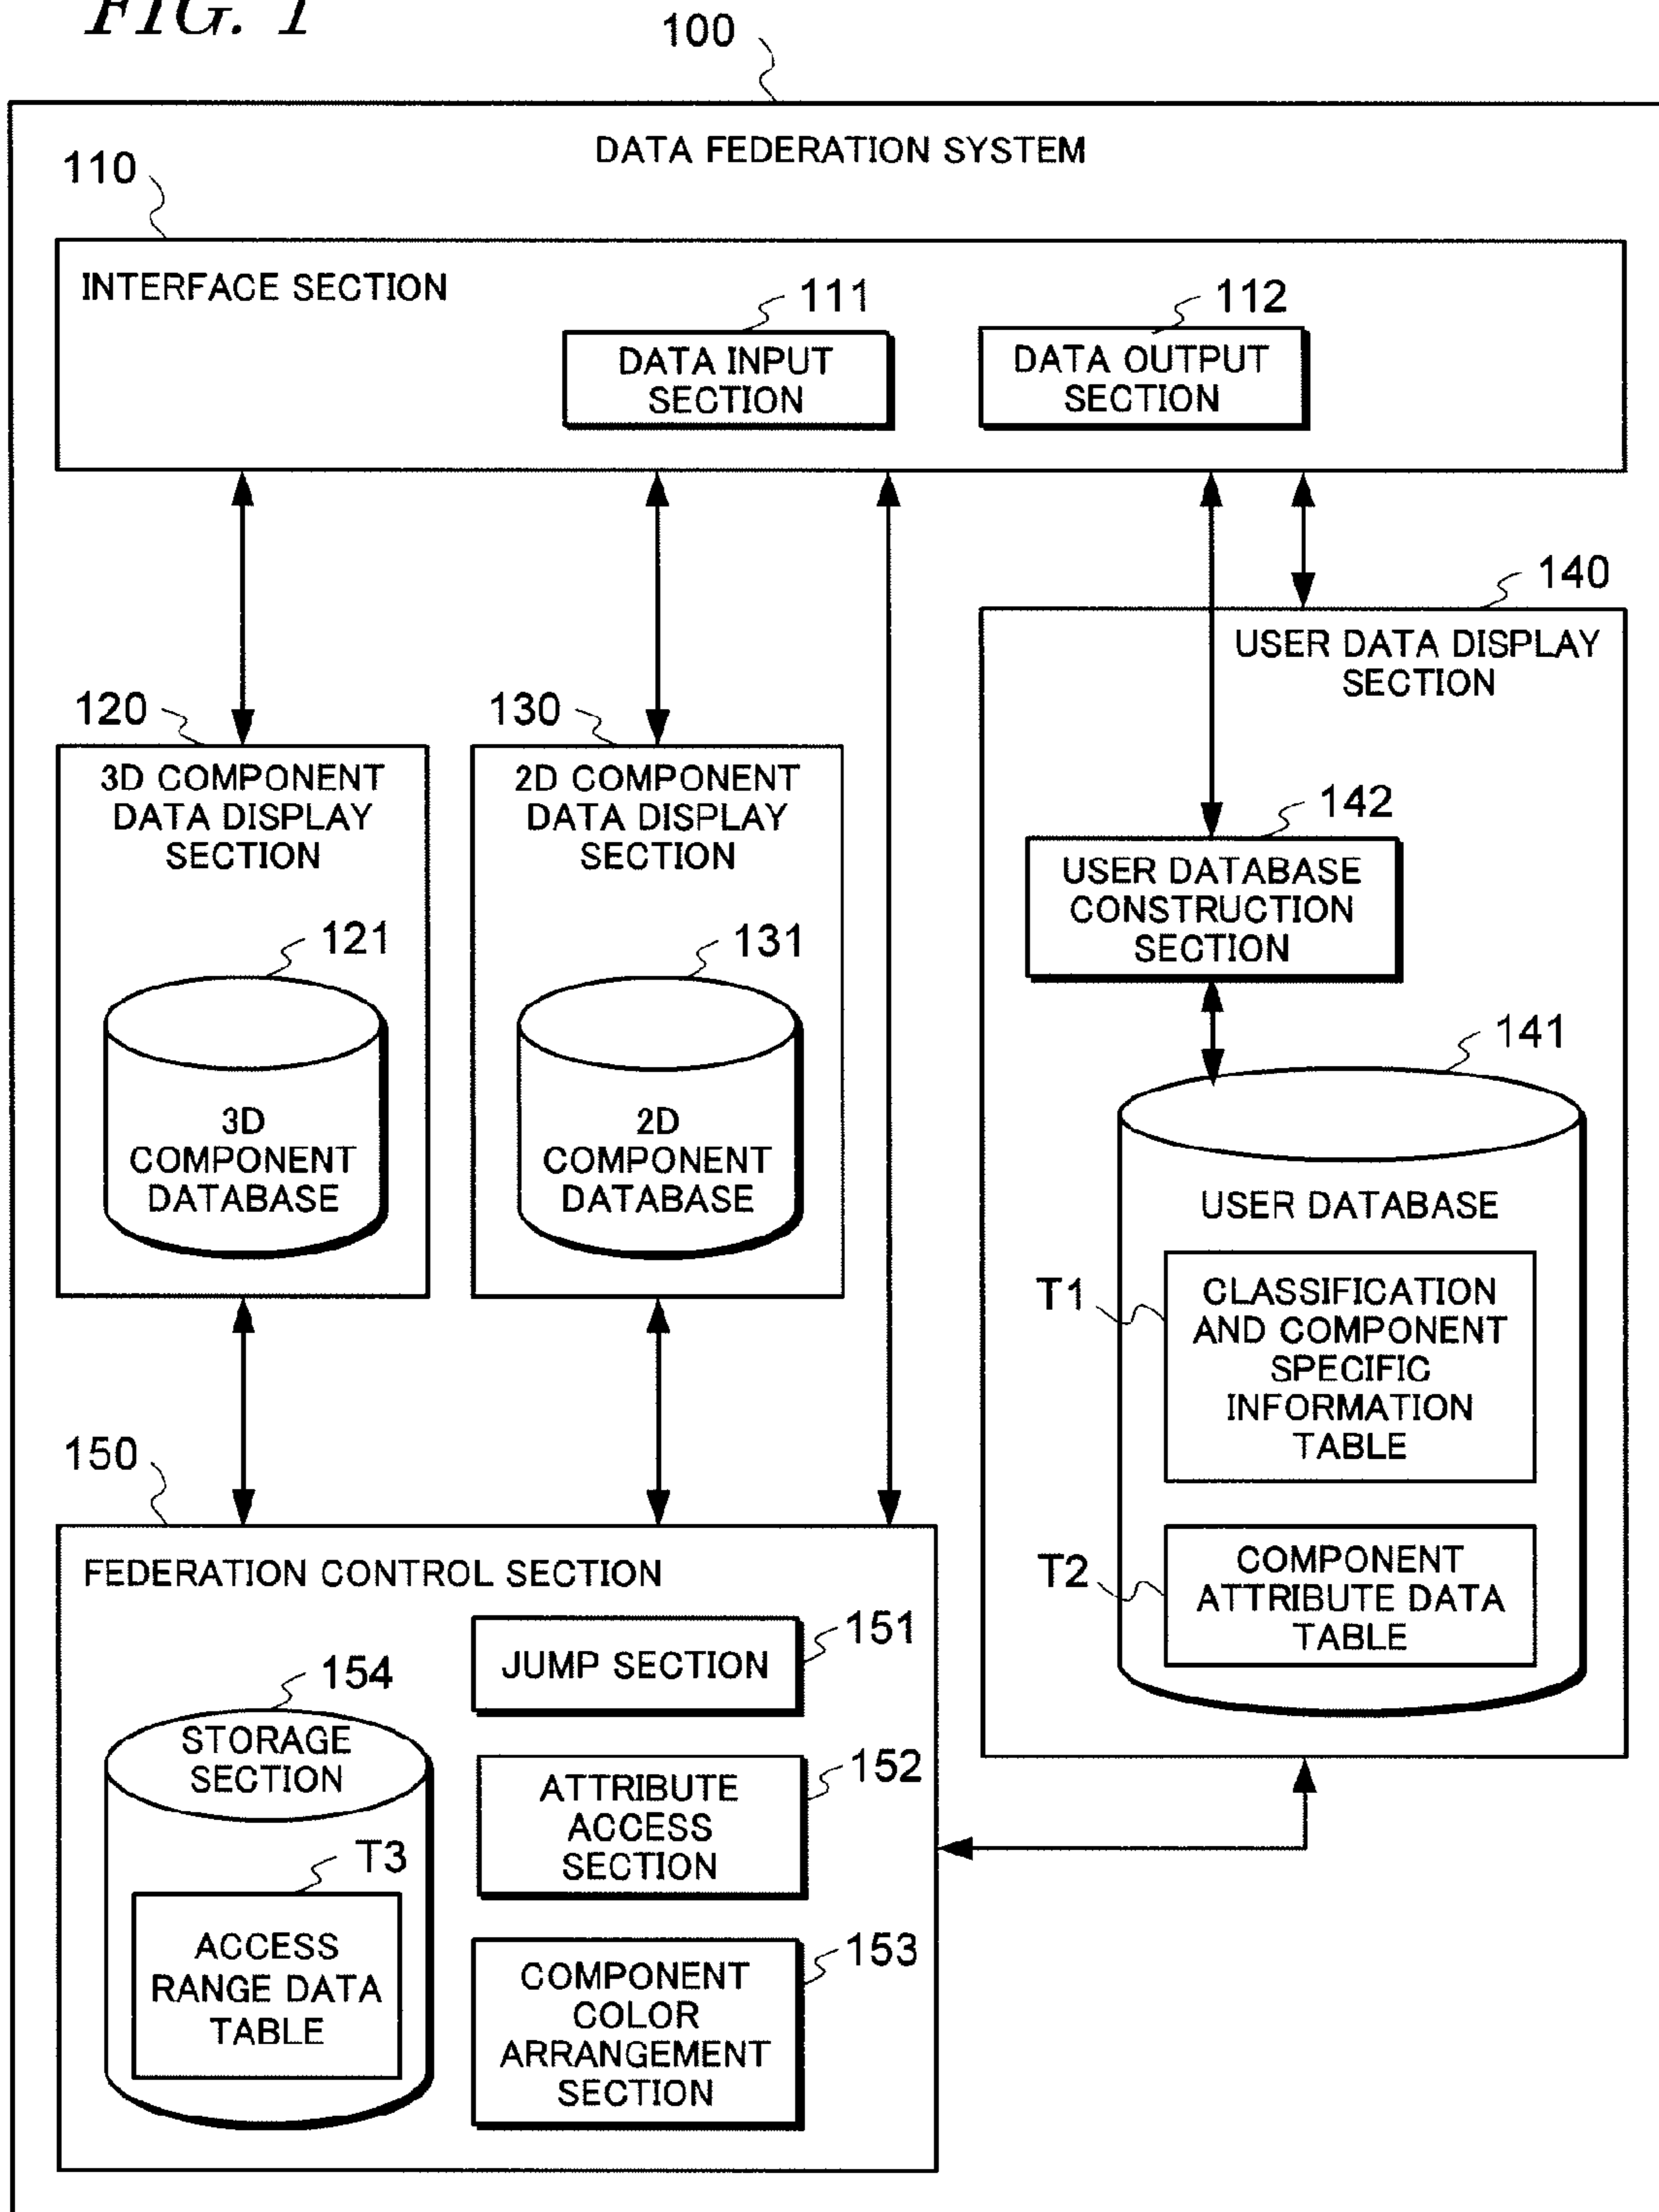 FIG. 1
100
DATA FEDERATION SYSTEM
110
INTERFACE SECTION
111
DATA INPUT
SECTION
112
DATA OUTPUT
SECTION
120
3D COMPONENT
DATA DISPLAY
SECTION
121
3D
COMPONENT
DATABASE
130
2D COMPONENT
DATA DISPLAY
SECTION
131
2D
COMPONENT
DATABASE
140
USER DATA DISPLAY
SECTION
142
USER DATABASE
CONSTRUCTION
SECTION
141
USER DATABASE
T1
CLASSIFICATION
AND COMPONENT
SPECIFIC
INFORMATION
TABLE
T2
COMPONENT
ATTRIBUTE DATA
TABLE
150
FEDERATION CONTROL SECTION
151
JUMP SECTION
154
STORAGE
SECTION
152
ATTRIBUTE
ACCESS
SECTION
T3
ACCESS
RANGE DATA
TABLE
153
COMPONENT
COLOR
ARRANGEMENT
SECTION